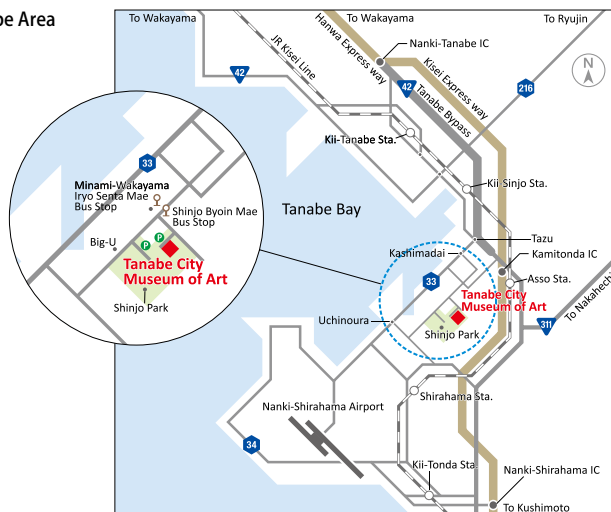 be Area
To Wakayama
To Wakayama
To Ryujin
Hanwa Express way
Nanki-Tanabe IC
JR Kisei Line
Kisei Express way
N
42
42
216
Tanabe Bypass
Kii-Tanabe Sta.
33
Minami-Wakayama
Iryo Senta Mae
Bus Stop
Kii-Sinjo Sta.
Shinjo Byoin Mae
Bus Stop
Tanabe Bay
Big-U
P
P
Tazu
Kashimadai
Kamitonda IC
Tanabe City
Museum of Art
33
Asso Sta.
Tanabe City
Museum of Art
To Nakahech
Shinjo Park
Uchinoura
311
Shinjo Park
Shirahama Sta.
Nanki-Shirahama Airport
34
Kii-Tonda Sta.
Nanki-Shirahama IC
To Kushimoto